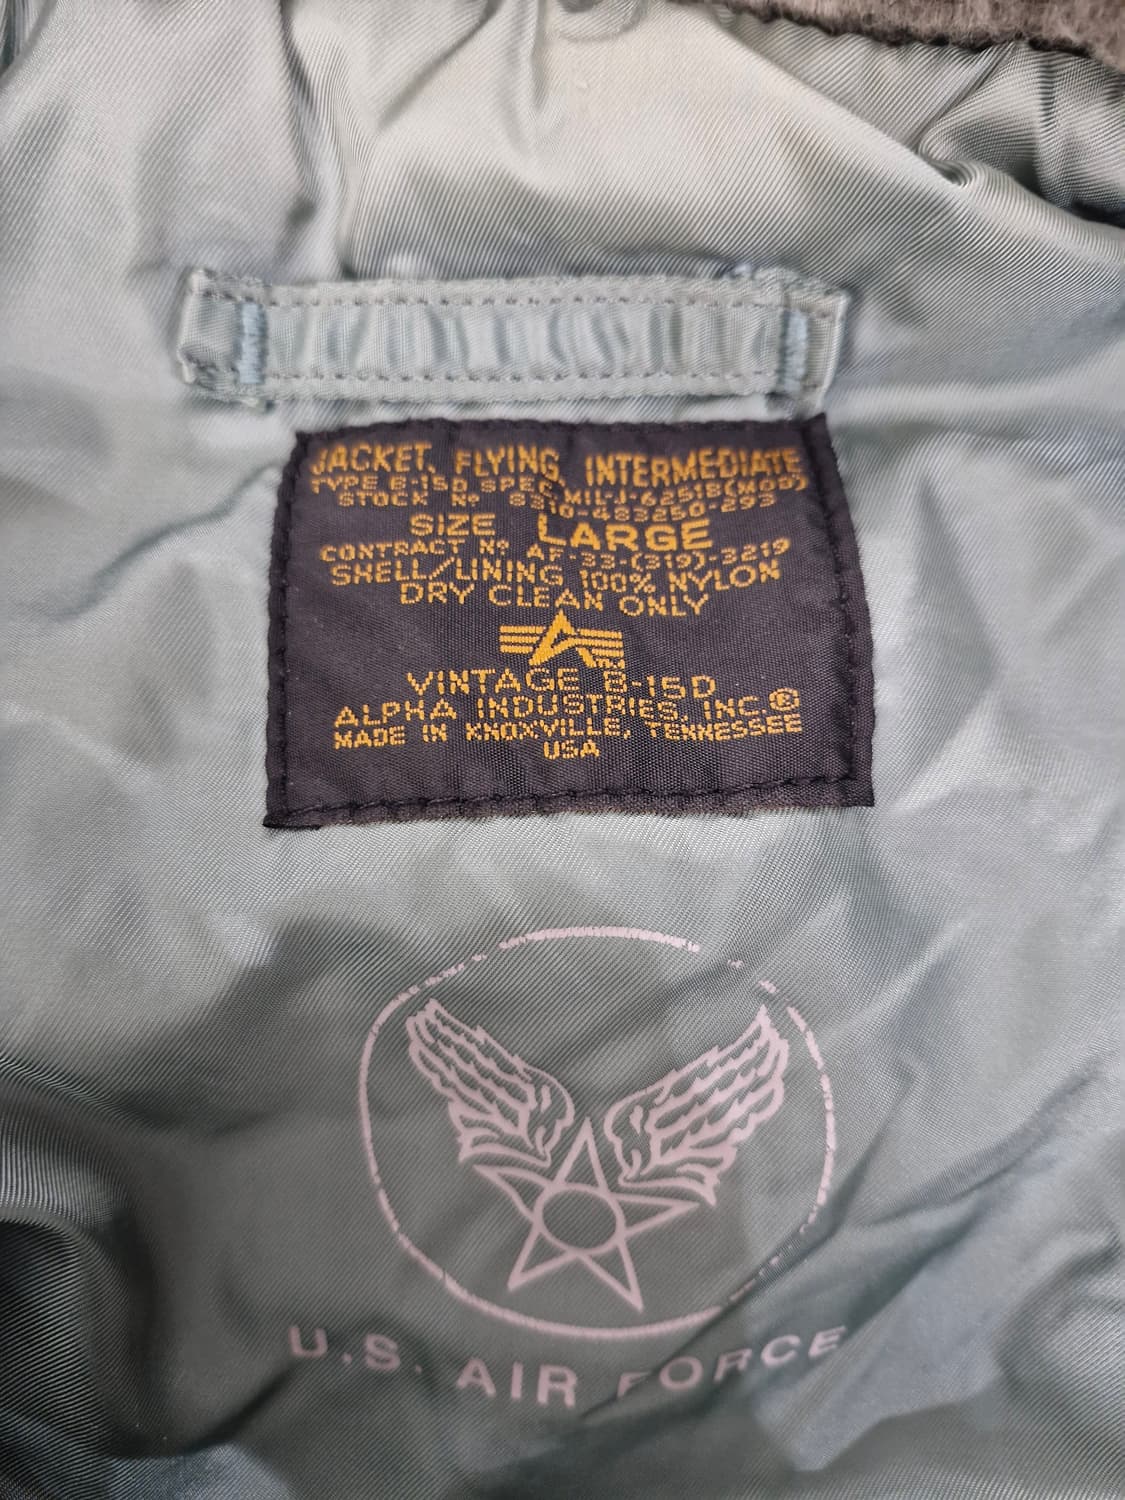 JACKET, FLYING, INTERMEDIATE
TYPE B-15D SPEC. MIL-J-6251B(MOD)
STOCK Nº 8310-483250-293
SIZE LARGE
CONTRACT Nº AF-33-(319)-3219
SHELL/LINING 100% NYLON
DRY CLEAN ONLY
A TM
VINTAGE B-15D
ALPHA INDUSTRIES, INC.®
MADE IN KNOXVILLE, TENNESSEE
USA
U.S. AIR FORCE